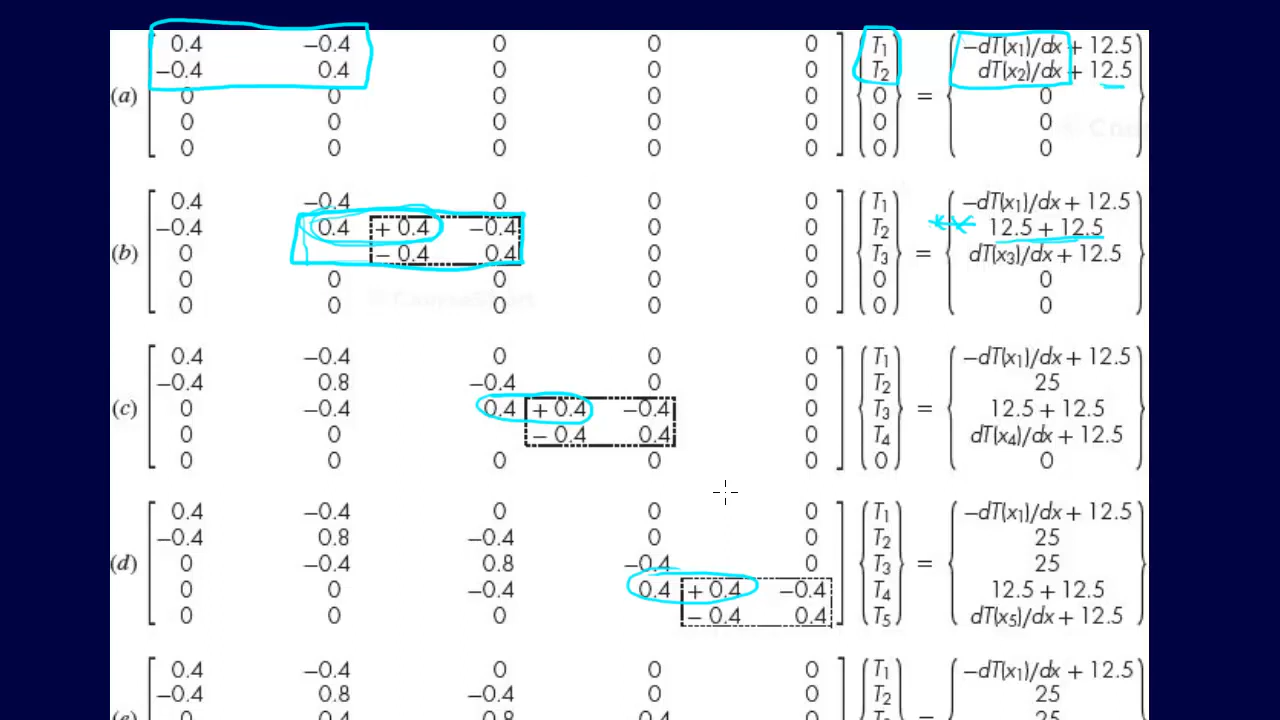 0.4 −0.4 0 0 0 T1 −dT(x1)/dx + 12.5
−0.4 0.4 0 0 0 T2 dT(x2)/dx + 12.5
(a) 0 0 0 0 0 0 = 0
0 0 0 0 0 0 0
0 0 0 0 0 0 0
0.4 −0.4 0 0 0 T1 −dT(x1)/dx + 12.5
−0.4 0.4 + 0.4 −0.4 0 0 T2 12.5 + 12.5
(b) 0 − 0.4 0.4 0 0 T3 = dT(x3)/dx + 12.5
0 0 0 0 0 0 0
0 0 0 0 0 0 0
0.4 −0.4 0 0 0 T1 −dT(x1)/dx + 12.5
−0.4 0.8 −0.4 0 0 T2 25
(c) 0 −0.4 0.4 + 0.4 −0.4 0 T3 = 12.5 + 12.5
0 0 − 0.4 0.4 0 T4 dT(x4)/dx + 12.5
0 0 0 0 0 0 0
0.4 −0.4 0 0 0 T1 −dT(x1)/dx + 12.5
−0.4 0.8 −0.4 0 0 T2 25
(d) 0 −0.4 0.8 −0.4 0 T3 = 25
0 0 −0.4 0.4 + 0.4 −0.4 T4 12.5 + 12.5
0 0 0 − 0.4 0.4 T5 dT(x5)/dx + 12.5
0.4 −0.4 0 0 0 T1 −dT(x1)/dx + 12.5
−0.4 0.8 −0.4 0 0 T2 25